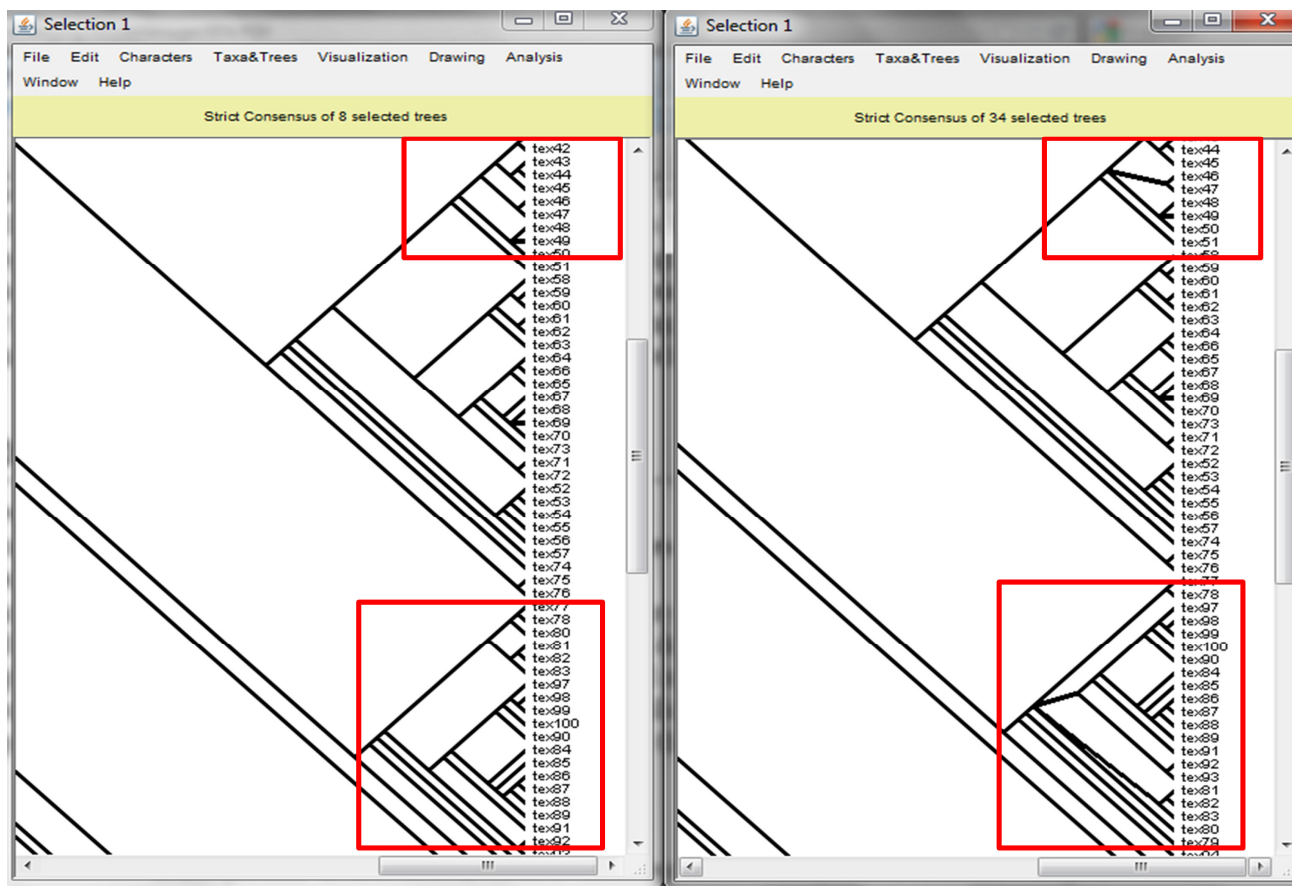 Selection 1
File Edit Characters Taxa&Trees Visualization Drawing Analysis
Window Help
Strict Consensus of 8 selected trees
tex42
tex43
tex44
tex45
tex46
tex47
tex48
tex49
tex50
tex51
tex58
tex59
tex60
tex61
tex62
tex63
tex64
tex66
tex65
tex67
tex68
tex69
tex70
tex73
tex71
tex72
tex52
tex53
tex54
tex55
tex56
tex57
tex74
tex75
tex76
tex77
tex78
tex80
tex81
tex82
tex83
tex97
tex98
tex99
tex100
tex90
tex84
tex85
tex86
tex87
tex88
tex89
tex91
tex92
Selection 1
File Edit Characters Taxa&Trees Visualization Drawing Analysis
Window Help
Strict Consensus of 34 selected trees
tex44
tex45
tex46
tex47
tex48
tex49
tex50
tex51
tex58
tex59
tex60
tex61
tex62
tex63
tex64
tex66
tex65
tex67
tex68
tex69
tex70
tex73
tex71
tex72
tex52
tex53
tex54
tex55
tex56
tex57
tex74
tex75
tex76
tex77
tex78
tex97
tex98
tex99
tex100
tex90
tex84
tex85
tex86
tex87
tex88
tex89
tex91
tex92
tex93
tex81
tex82
tex83
tex80
tex79